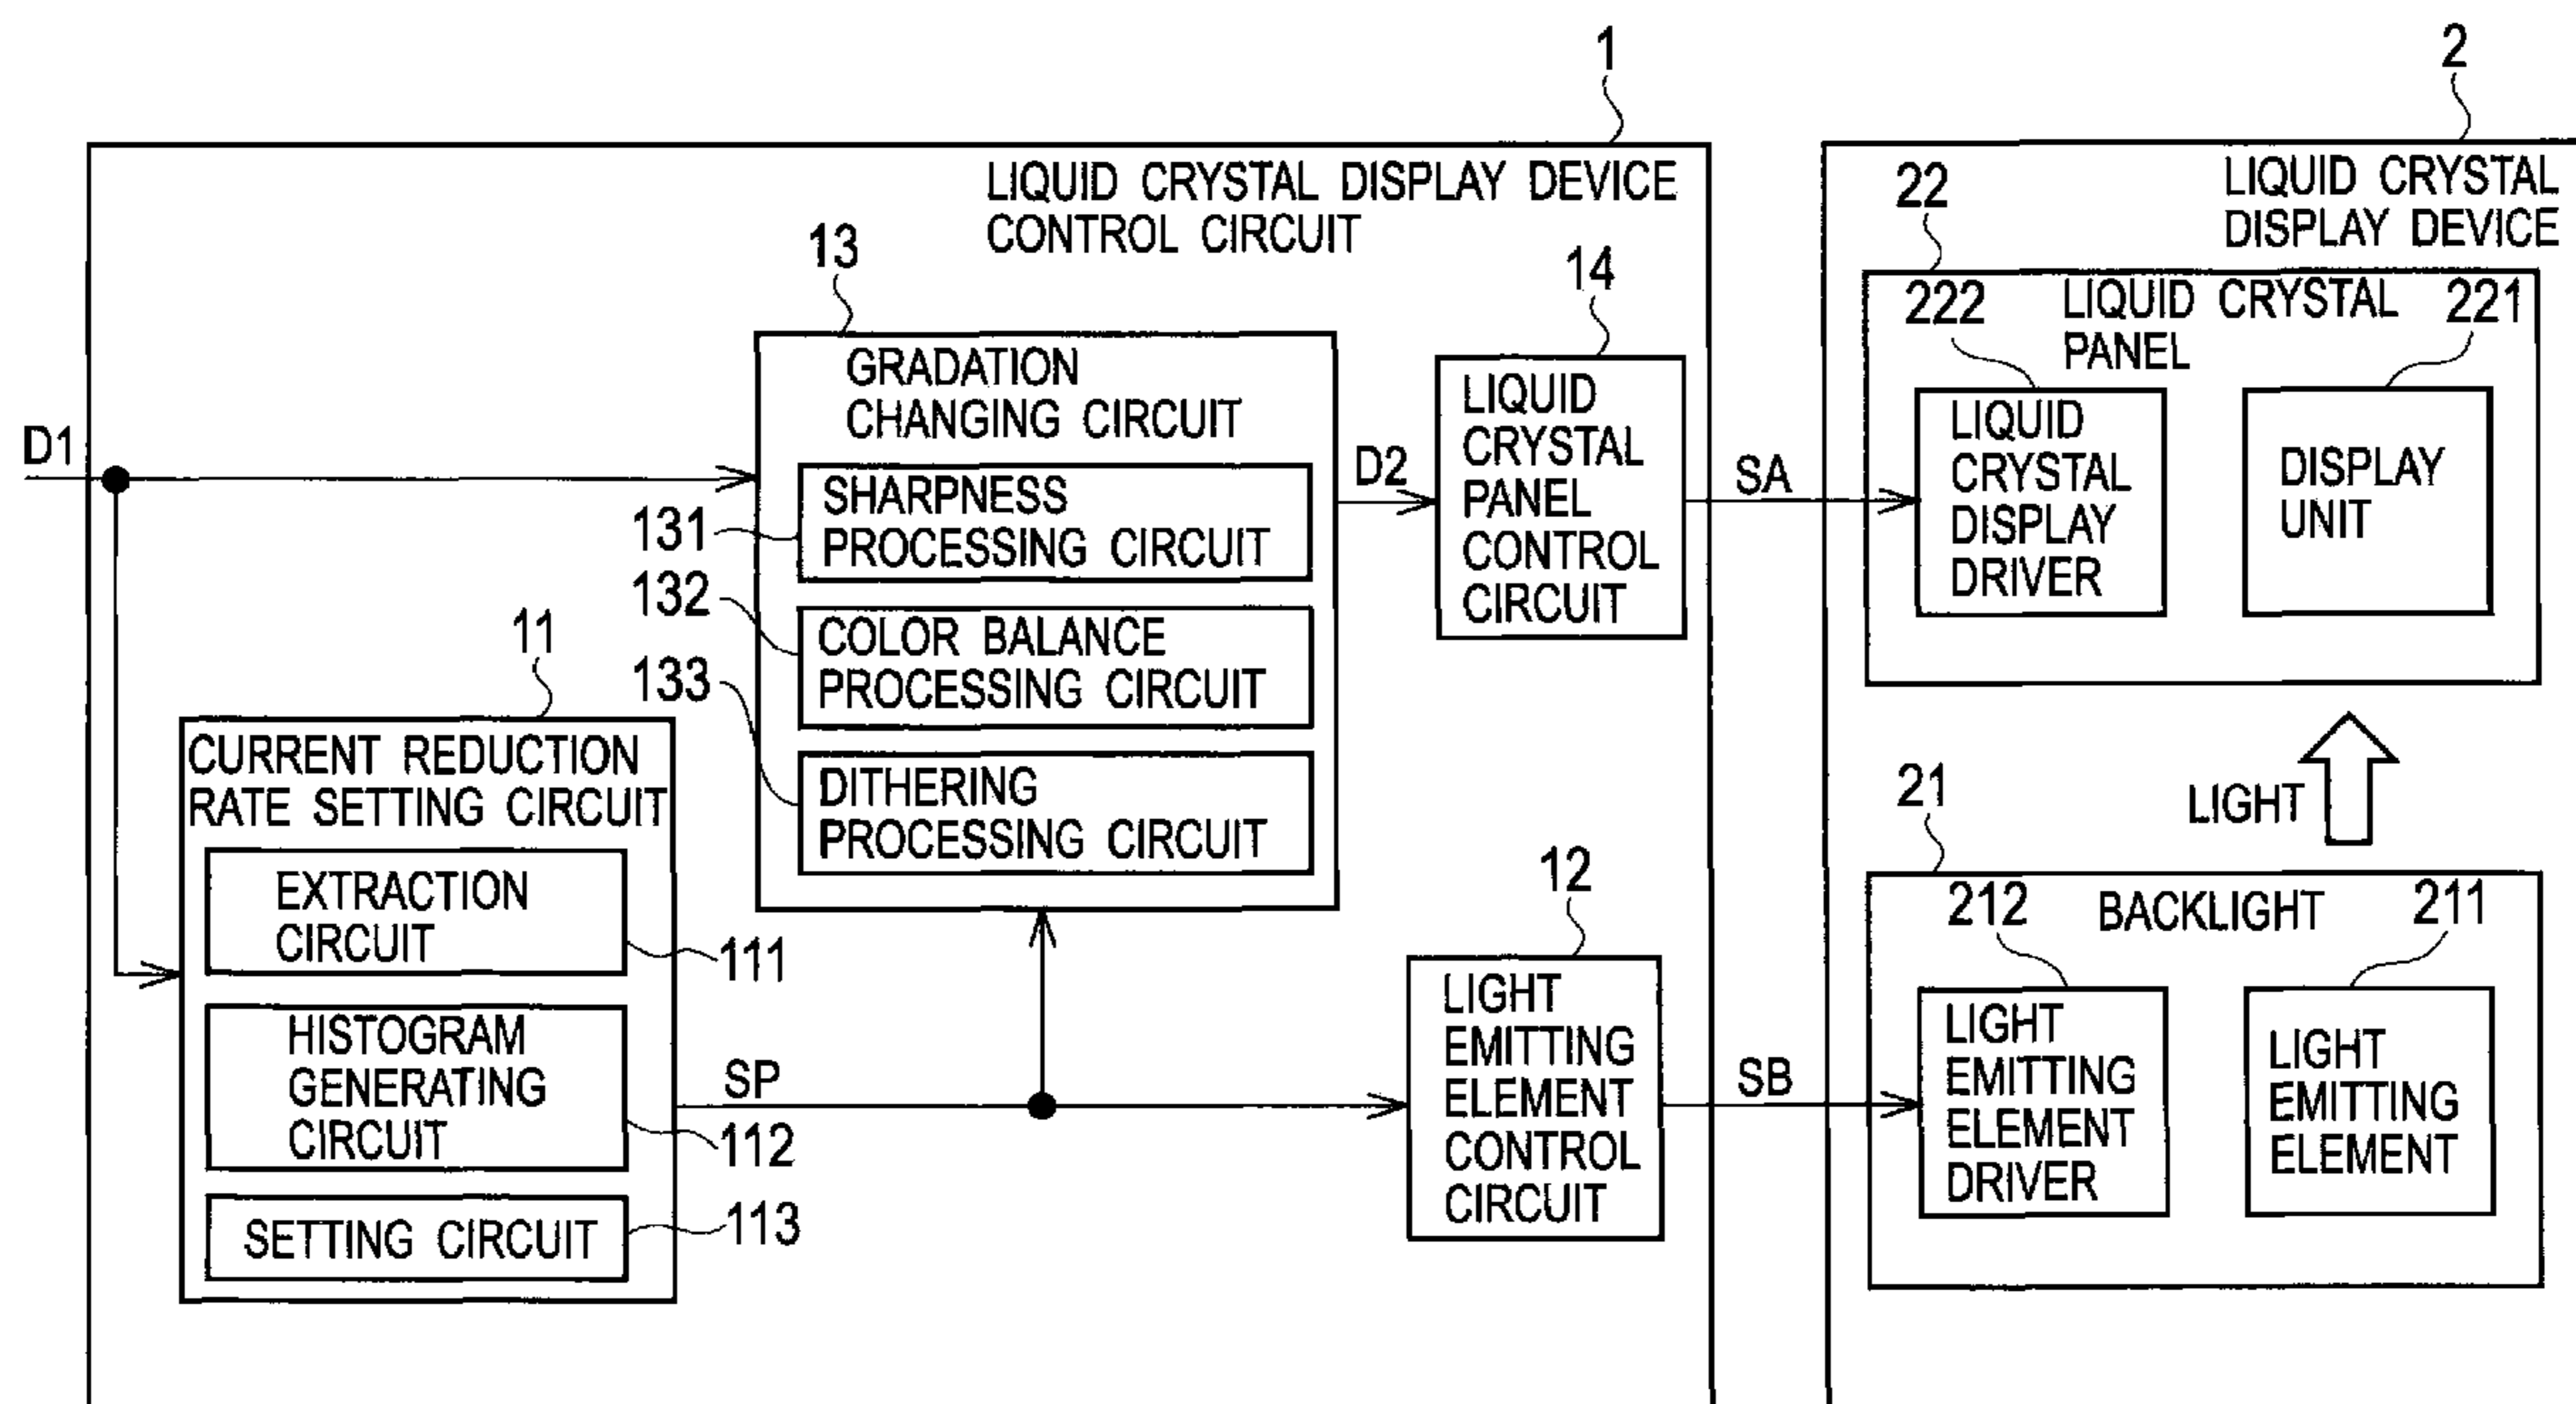 1
2
LIQUID CRYSTAL DISPLAY DEVICE
CONTROL CIRCUIT
LIQUID CRYSTAL
DISPLAY DEVICE
13
14
22
222
LIQUID CRYSTAL
PANEL
221
GRADATION
CHANGING CIRCUIT
D1
SHARPNESS
PROCESSING CIRCUIT
131
COLOR BALANCE
PROCESSING CIRCUIT
132
DITHERING
PROCESSING CIRCUIT
133
D2
LIQUID
CRYSTAL
PANEL
CONTROL
CIRCUIT
SA
LIQUID
CRYSTAL
DISPLAY
DRIVER
DISPLAY
UNIT
11
CURRENT REDUCTION
RATE SETTING CIRCUIT
EXTRACTION
CIRCUIT
111
HISTOGRAM
GENERATING
CIRCUIT
112
SETTING CIRCUIT
113
SP
12
LIGHT
EMITTING
ELEMENT
CONTROL
CIRCUIT
SB
LIGHT
21
212
BACKLIGHT
211
LIGHT
EMITTING
ELEMENT
DRIVER
LIGHT
EMITTING
ELEMENT